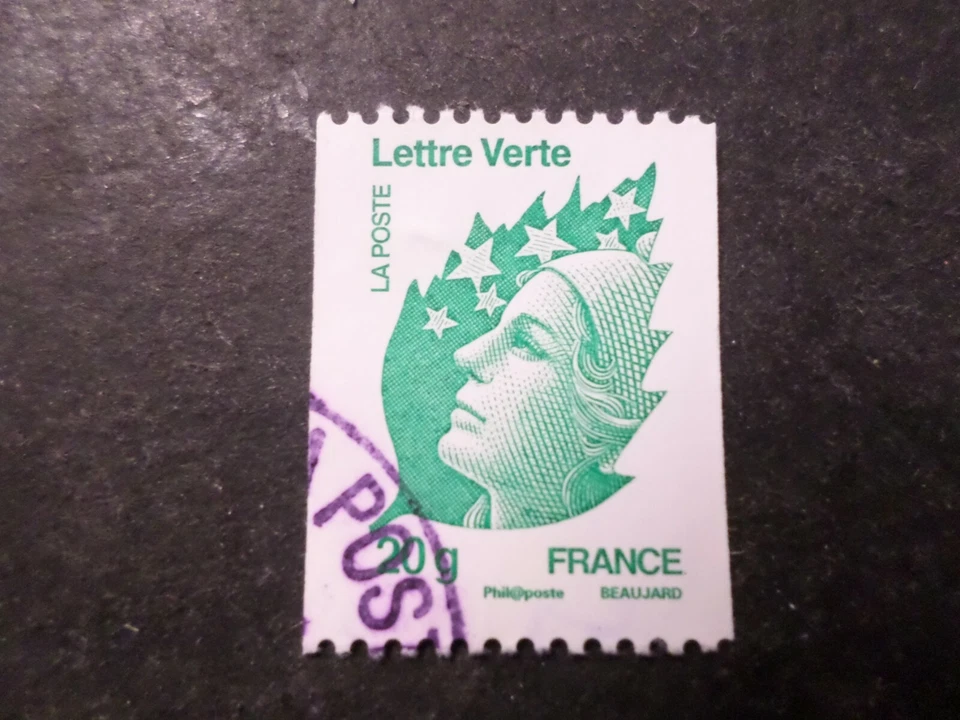 Lettre Verte
LA POSTE
20 g
FRANCE
Phil@poste
BEAUJARD
POS